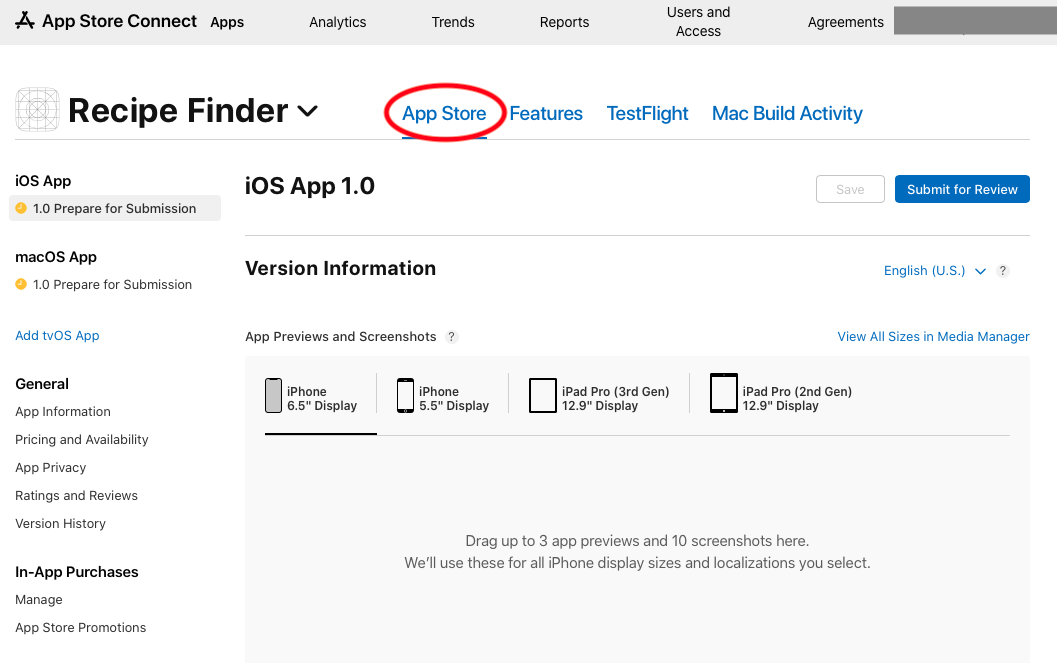 App Store Connect Apps Analytics Trends Reports Users and Access Agreements
Recipe Finder App Store Features TestFlight Mac Build Activity
iOS App
1.0 Prepare for Submission
macOS App
1.0 Prepare for Submission
Add tvOS App
General
App Information
Pricing and Availability
App Privacy
Ratings and Reviews
Version History
In-App Purchases
Manage
App Store Promotions
iOS App 1.0
Save Submit for Review
Version Information
English (U.S.) ?
App Previews and Screenshots ?
View All Sizes in Media Manager
iPhone
6.5" Display
iPhone
5.5" Display
iPad Pro (3rd Gen)
12.9" Display
iPad Pro (2nd Gen)
12.9" Display
Drag up to 3 app previews and 10 screenshots here.
We'll use these for all iPhone display sizes and localizations you select.